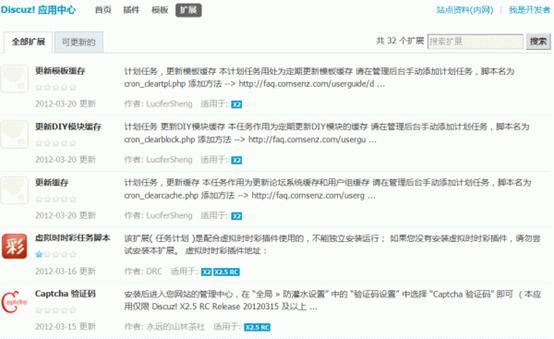 Discuz! 应用中心 首页 插件 模板 扩展 站点资料(内网) | 我是开发者
全部扩展 可更新的 共 32 个扩展 搜索扩展 搜索
更新模板缓存 计划任务，更新模板缓存 本计划任务用处为定期更新模板缓存 请在管理后台手动添加计划任务，脚本名为
cron_cleartpl.php 添加方法 --> http://faq.comsenz.com/userguide/d ...
2012-03-20 更新 作者: LuciferSheng 适用于: X2
更新DIY模块缓存 计划任务 更新DIY模块缓存 本任务作用为定期更新DIY模块的缓存 请在管理后台手动添加计划任务，脚本名为
cron_clearblock.php 添加方法 --> http://faq.comsenz.com/usergu ...
2012-03-20 更新 作者: LuciferSheng 适用于: X2
更新缓存 计划任务，更新缓存 本任务作用为更新论坛系统缓存和用户组缓存 请在管理后台手动添加计划任务，脚本名为
cron_clearcache.php 添加方法 --> http://faq.comsenz.com/userg ...
2012-03-20 更新 作者: LuciferSheng 适用于: X2
彩 虚拟时时彩任务脚本 该扩展( 任务计划 )是配合虚拟时时彩插件使用的，不能独立安装运行； 如果您没有安装虚拟时时彩插件，请勿尝
试安装本扩展。 虚拟时时彩插件地址：
2012-03-16 更新 作者: DRC 适用于: X2 X2.5 RC
Captcha Captcha 验证码 安装后进入您网站的管理中心，在 “全局 » 防灌水设置” 中的 “验证码设置” 中选择 “Captcha 验证码” 即可 （ 本应
用仅限 Discuz! X2.5 RC Release 20120315 及以上 ...
2012-03-15 更新 作者: 永远的山林茶社 适用于: X2.5 RC